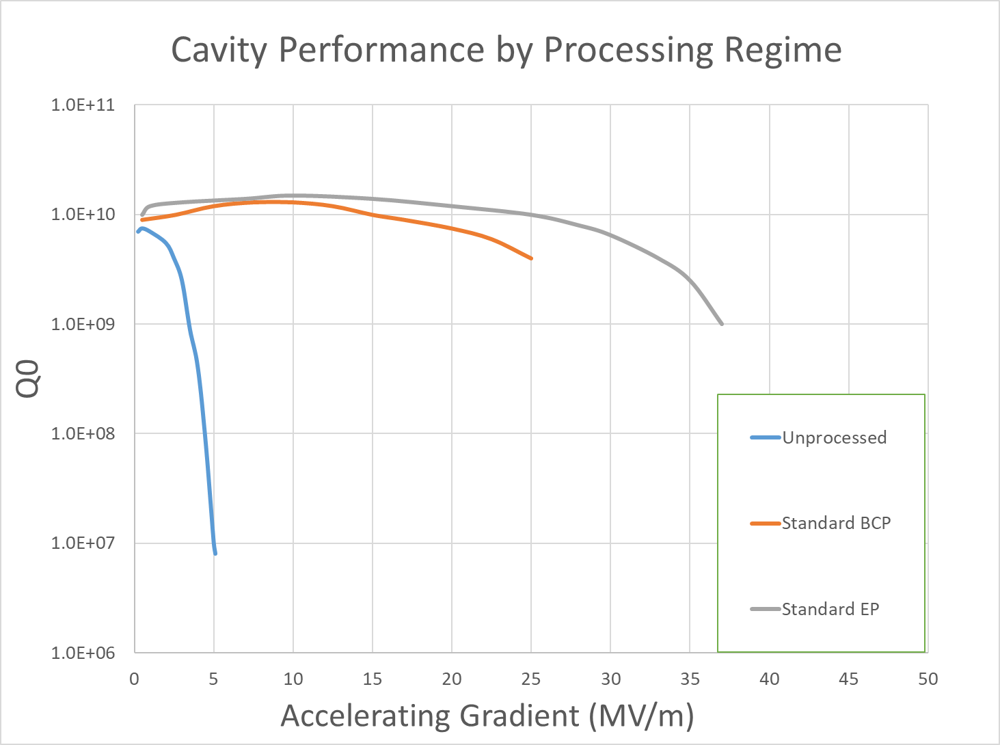 Cavity Performance by Processing Regime
1.0E+11
1.0E+10
1.0E+09
1.0E+08
1.0E+07
1.0E+06
Q0
0 5 10 15 20 25 30 35 40 45 50
Accelerating Gradient (MV/m)
Unprocessed
Standard BCP
Standard EP